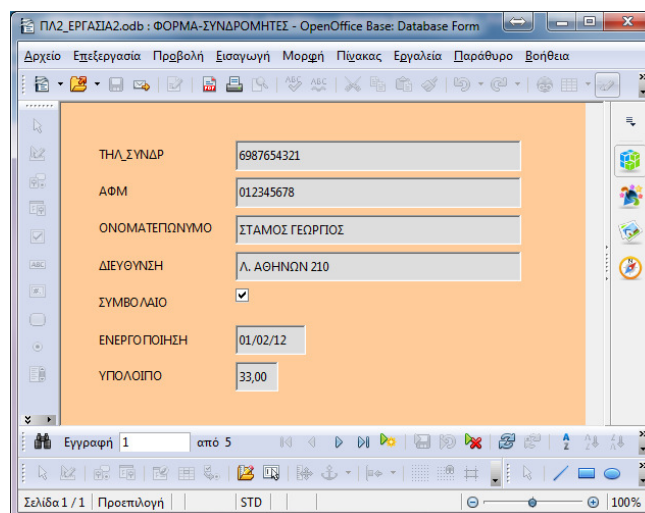 ΠΛ2_ΕΡΓΑΣΙΑ2.odb : ΦΟΡΜΑ-ΣΥΝΔΡΟΜΗΤΕΣ - OpenOffice Base: Database Form
Αρχείο Επεξεργασία Προβολή Εισαγωγή Μορφή Πίνακας Εργαλεία Παράθυρο Βοήθεια
ΤΗΛ_ΣΥΝΔΡ 6987654321
ΑΦΜ 012345678
ΟΝΟΜΑΤΕΠΩΝΥΜΟ ΣΤΑΜΟΣ ΓΕΩΡΓΙΟΣ
ΔΙΕΥΘΥΝΣΗ Λ. ΑΘΗΝΩΝ 210
ΣΥΜΒΟΛΑΙΟ
ΕΝΕΡΓΟΠΟΙΗΣΗ 01/02/12
ΥΠΟΛΟΙΠΟ 33,00
Εγγραφή 1 από 5
Σελίδα 1 / 1 Προεπιλογή STD 100%